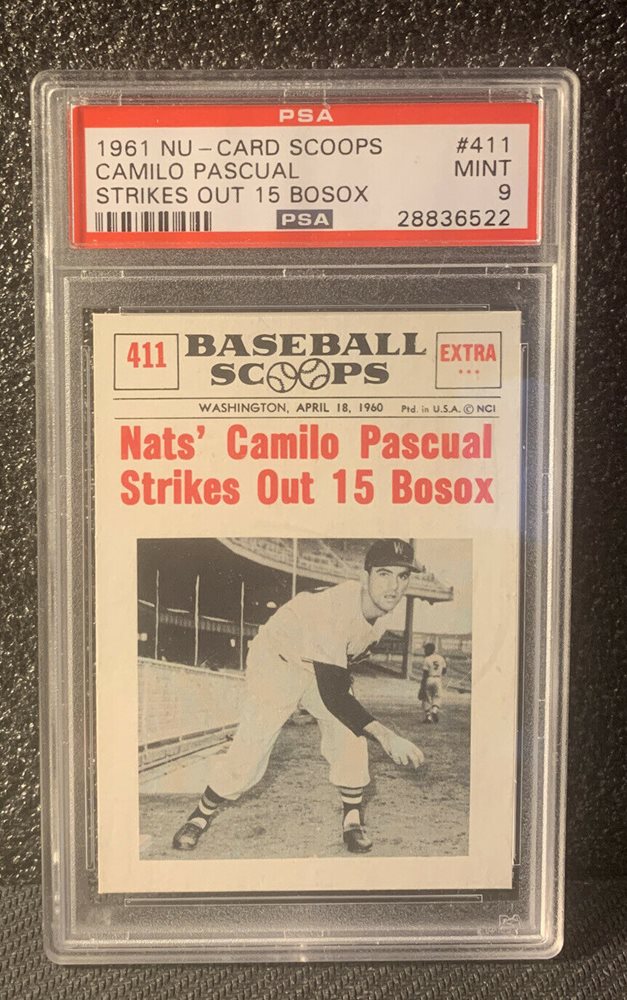 PSA
1961 NU-CARD SCOOPS #411
CAMILO PASCUAL MINT
STRIKES OUT 15 BOSOX 9
PSA 28836522
411 BASEBALL EXTRA
SCOOPS ...
WASHINGTON, APRIL 18, 1960 Ptd. in U.S.A. © NCI
Nats' Camilo Pascual
Strikes Out 15 Bosox
W
5